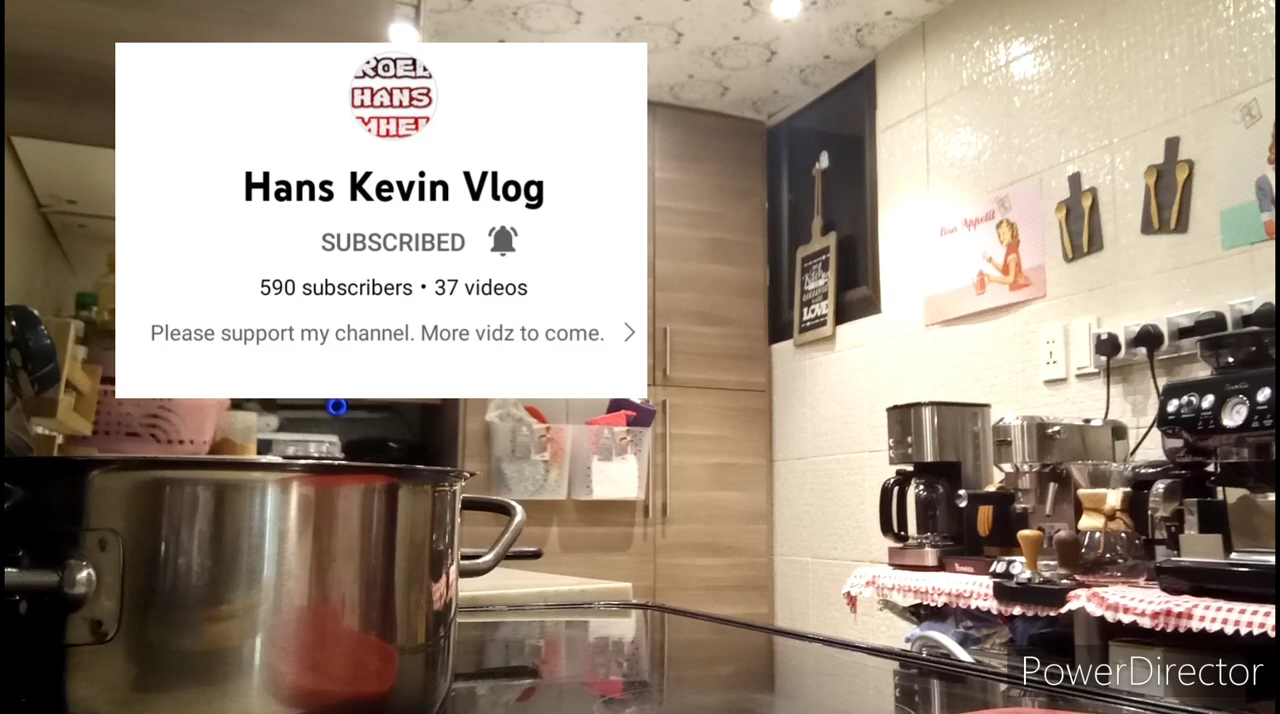 ROEL
HANS
Hans Kevin Vlog
SUBSCRIBED
590 subscribers • 37 videos
Please support my channel. More vidz to come.
Bon Appetit
LOVE
PowerDirector